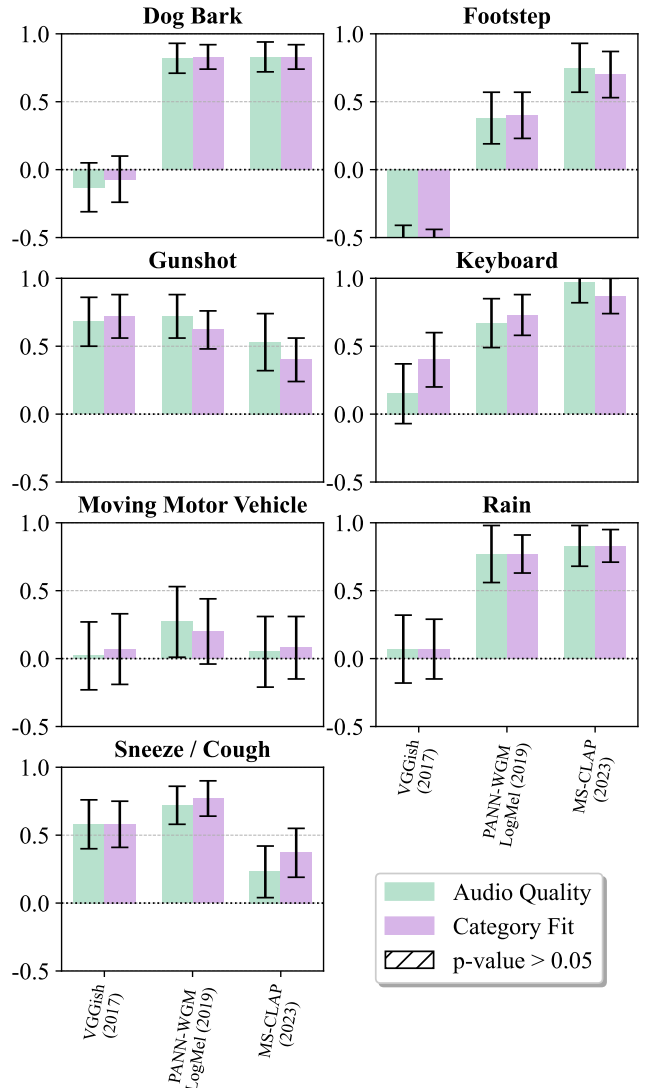 Dog Bark
1.0
0.5
0.0
-0.5
Footstep
1.0
0.5
0.0
-0.5
Gunshot
1.0
0.5
0.0
-0.5
Keyboard
1.0
0.5
0.0
-0.5
Moving Motor Vehicle
1.0
0.5
0.0
-0.5
Rain
1.0
0.5
0.0
-0.5
VGGish
(2017)
PANN-WGM
LogMel (2019)
MS-CLAP
(2023)
Sneeze / Cough
1.0
0.5
0.0
-0.5
VGGish
(2017)
PANN-WGM
LogMel (2019)
MS-CLAP
(2023)
Audio Quality
Category Fit
p-value > 0.05